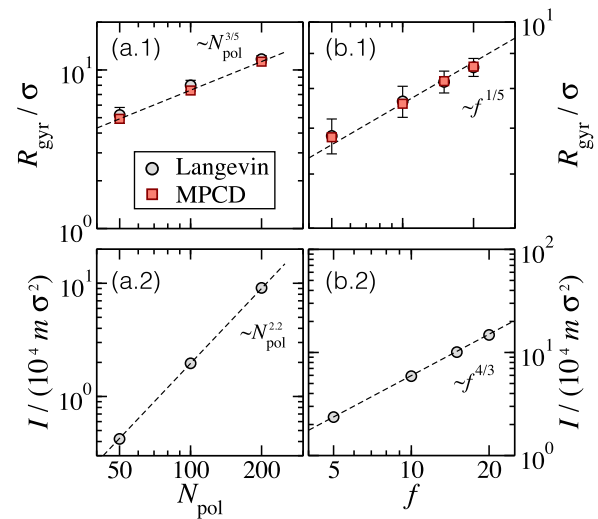 (a.1)
~N_pol^3/5
10^1
R_gyr / σ
Langevin
MPCD
10^0
(b.1)
~f^1/5
10^1
R_gyr / σ
(a.2)
~N_pol^2.2
10^1
10^0
I / (10^4 m σ^2)
50
100
200
N_pol
(b.2)
~f^4/3
10^2
10^1
10^0
I / (10^4 m σ^2)
5
10
20
f